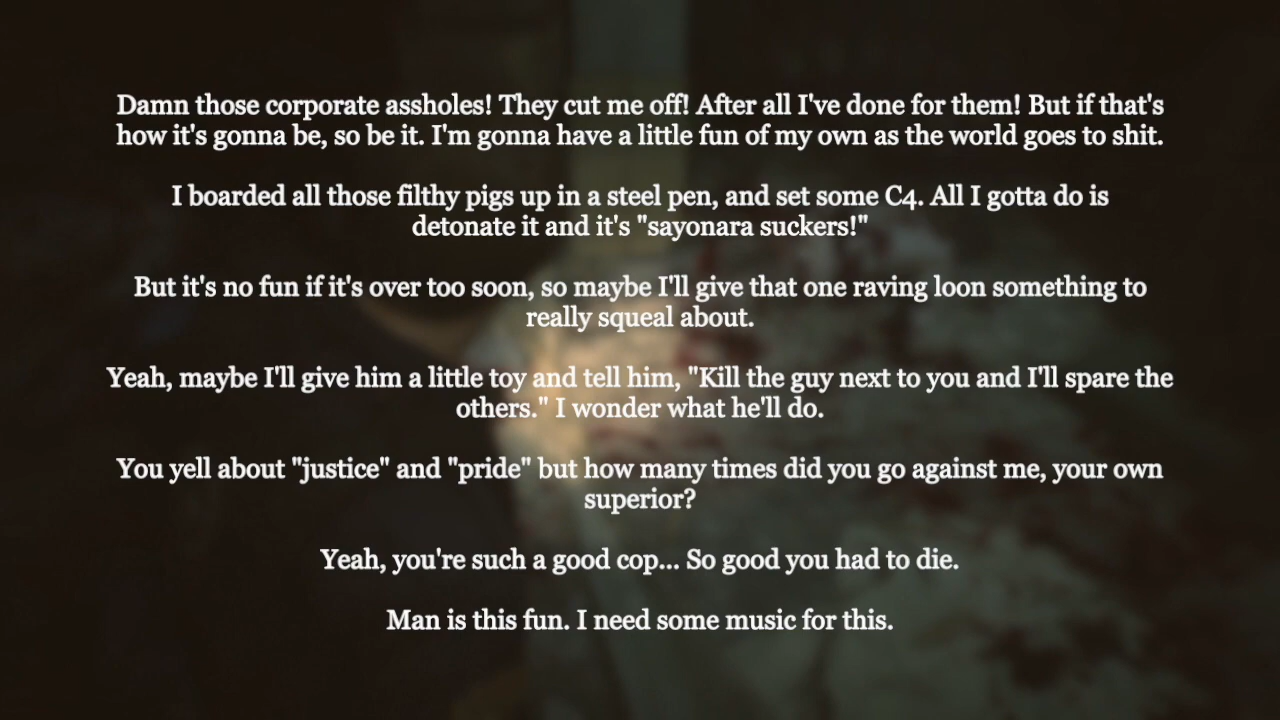 Damn those corporate assholes! They cut me off! After all I've done for them! But if that's
how it's gonna be, so be it. I'm gonna have a little fun of my own as the world goes to shit.
I boarded all those filthy pigs up in a steel pen, and set some C4. All I gotta do is
detonate it and it's "sayonara suckers!"
But it's no fun if it's over too soon, so maybe I'll give that one raving loon something to
really squeal about.
Yeah, maybe I'll give him a little toy and tell him, "Kill the guy next to you and I'll spare the
others." I wonder what he'll do.
You yell about "justice" and "pride" but how many times did you go against me, your own
superior?
Yeah, you're such a good cop... So good you had to die.
Man is this fun. I need some music for this.